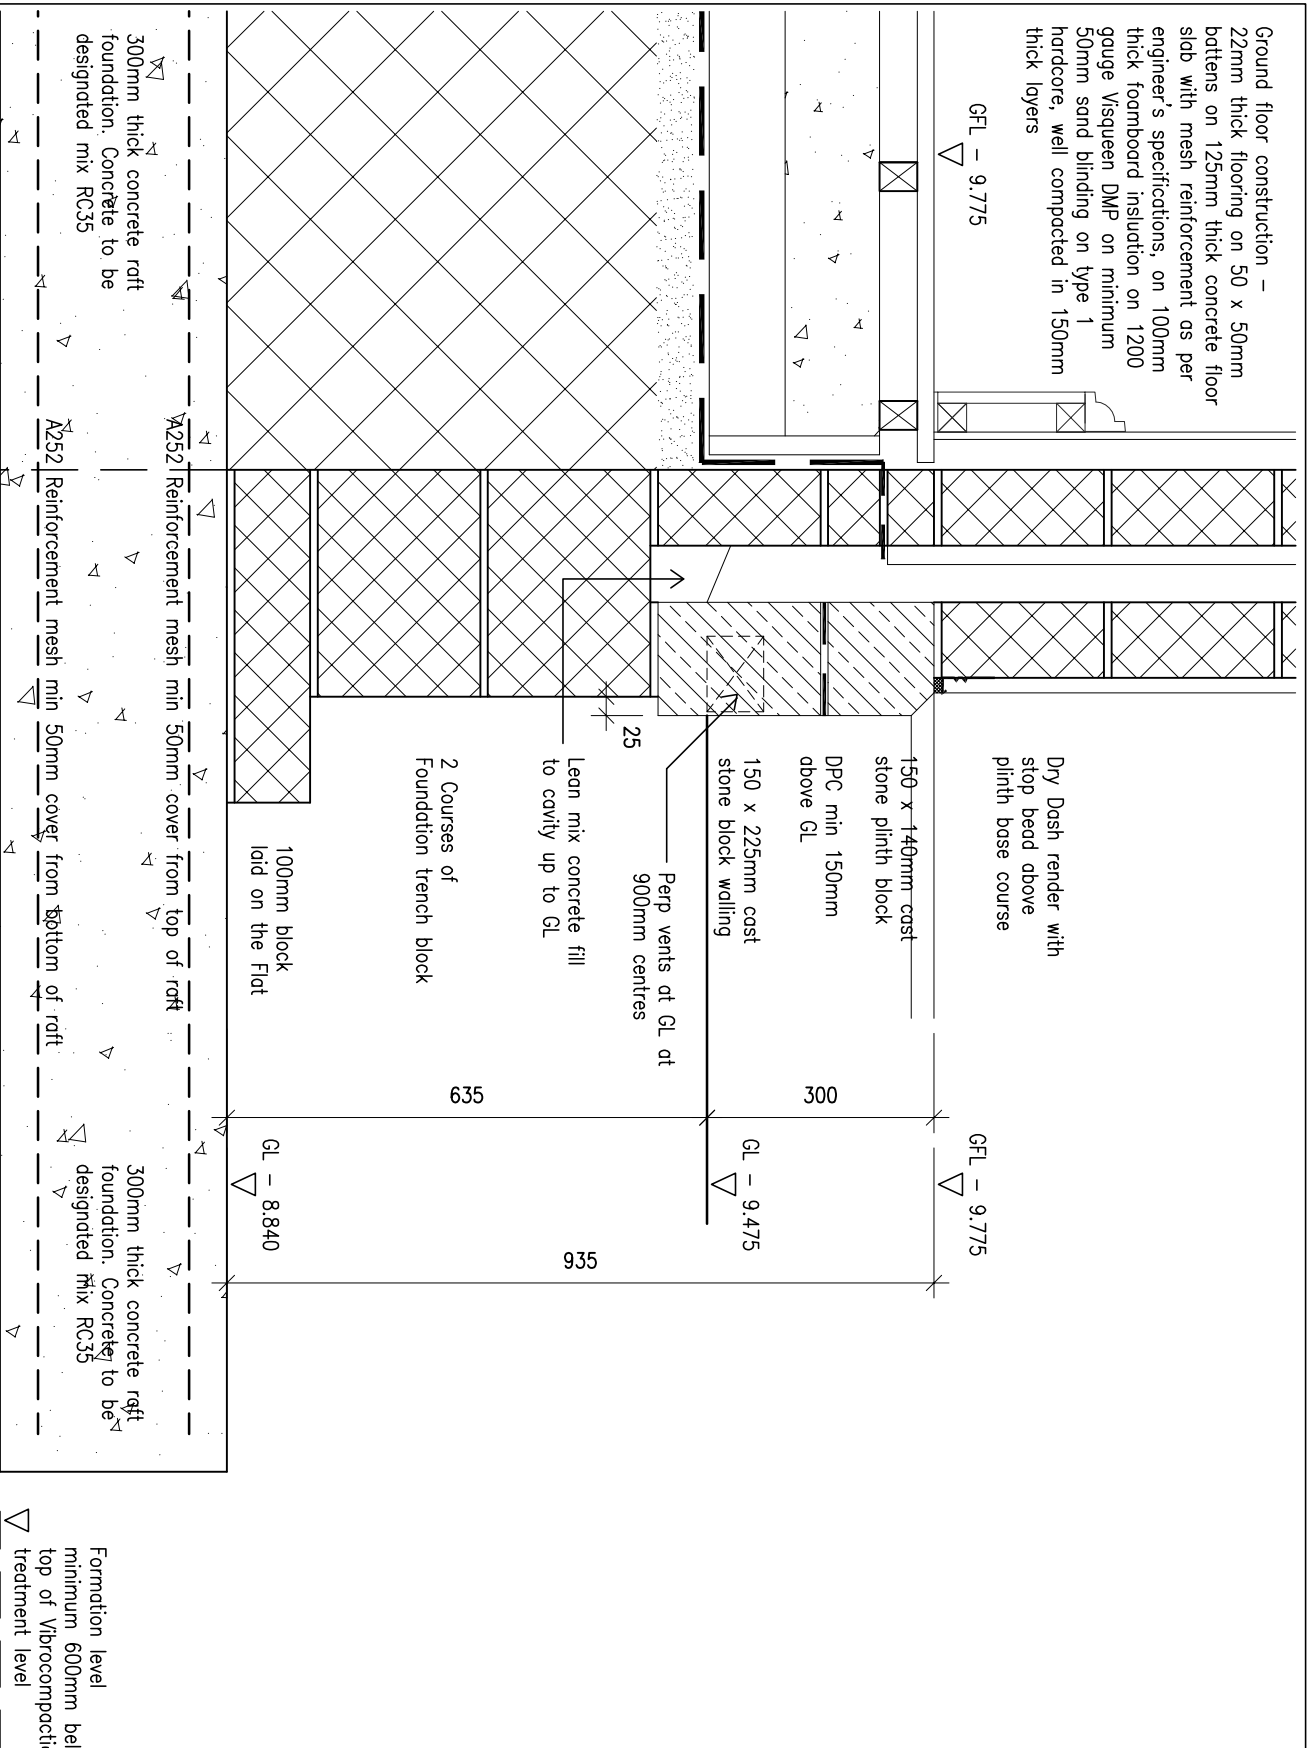 Ground floor construction –
22mm thick flooring on 50 x 50mm
battens on 125mm thick concrete floor
slab with mesh reinforcement as per
engineer's specifications, on 100mm
thick foamboard insluation on 1200
gauge Visqueen DMP on minimum
50mm sand blinding on type 1
hardcore, well compacted in 150mm
thick layers
GFL – 9.775
Dry Dash render with
stop bead above
plinth base course
150 x 140mm cast
stone plinth block
DPC min 150mm
above GL
150 x 225mm cast
stone block walling
Perp vents at GL at
900mm centres
25
Lean mix concrete fill
to cavity up to GL
2 Courses of
Foundation trench block
100mm block
laid on the Flat
GFL – 9.775
300
GL – 9.475
635
935
GL – 8.840
A252 Reinforcement mesh min 50mm cover from top of raft
300mm thick concrete raft
foundation. Concrete to be
designated mix RC35
300mm thick concrete raft
foundation. Concrete to be
designated mix RC35
A252 Reinforcement mesh min 50mm cover from bottom of raft
Formation level
minimum 600mm bel
top of Vibrocompactio
treatment level